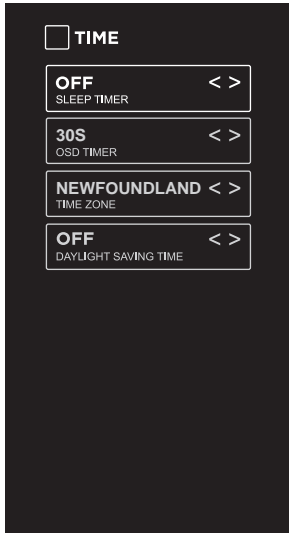 TIME
OFF < >
SLEEP TIMER
30S < >
OSD TIMER
NEWFOUNDLAND < >
TIME ZONE
OFF < >
DAYLIGHT SAVING TIME